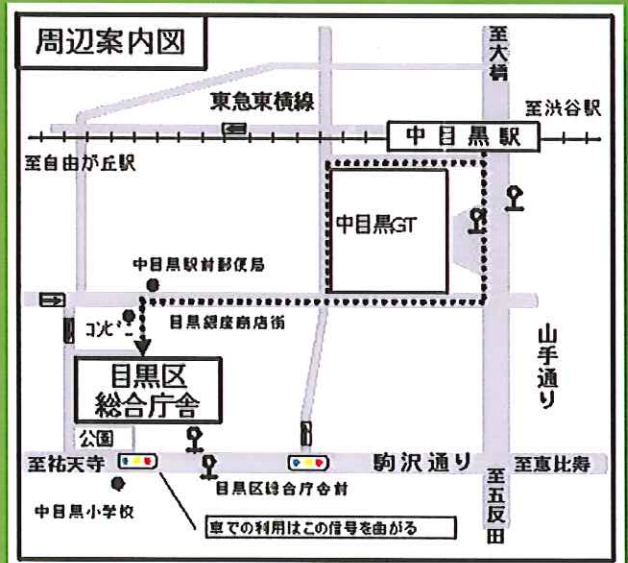 周辺案内図
至大橋
東急東横線
至渋谷駅
中目黒駅
至自由が丘駅
中目黒GT
中目黒駅前郵便局
コンビニ
目黒銀座商店街
山手通り
目黒区
総合庁舎
公園
至祐天寺
駒沢通り
至恵比寿
目黒区総合庁舎前
至五反田
中目黒小学校
車での利用はこの信号を曲がる